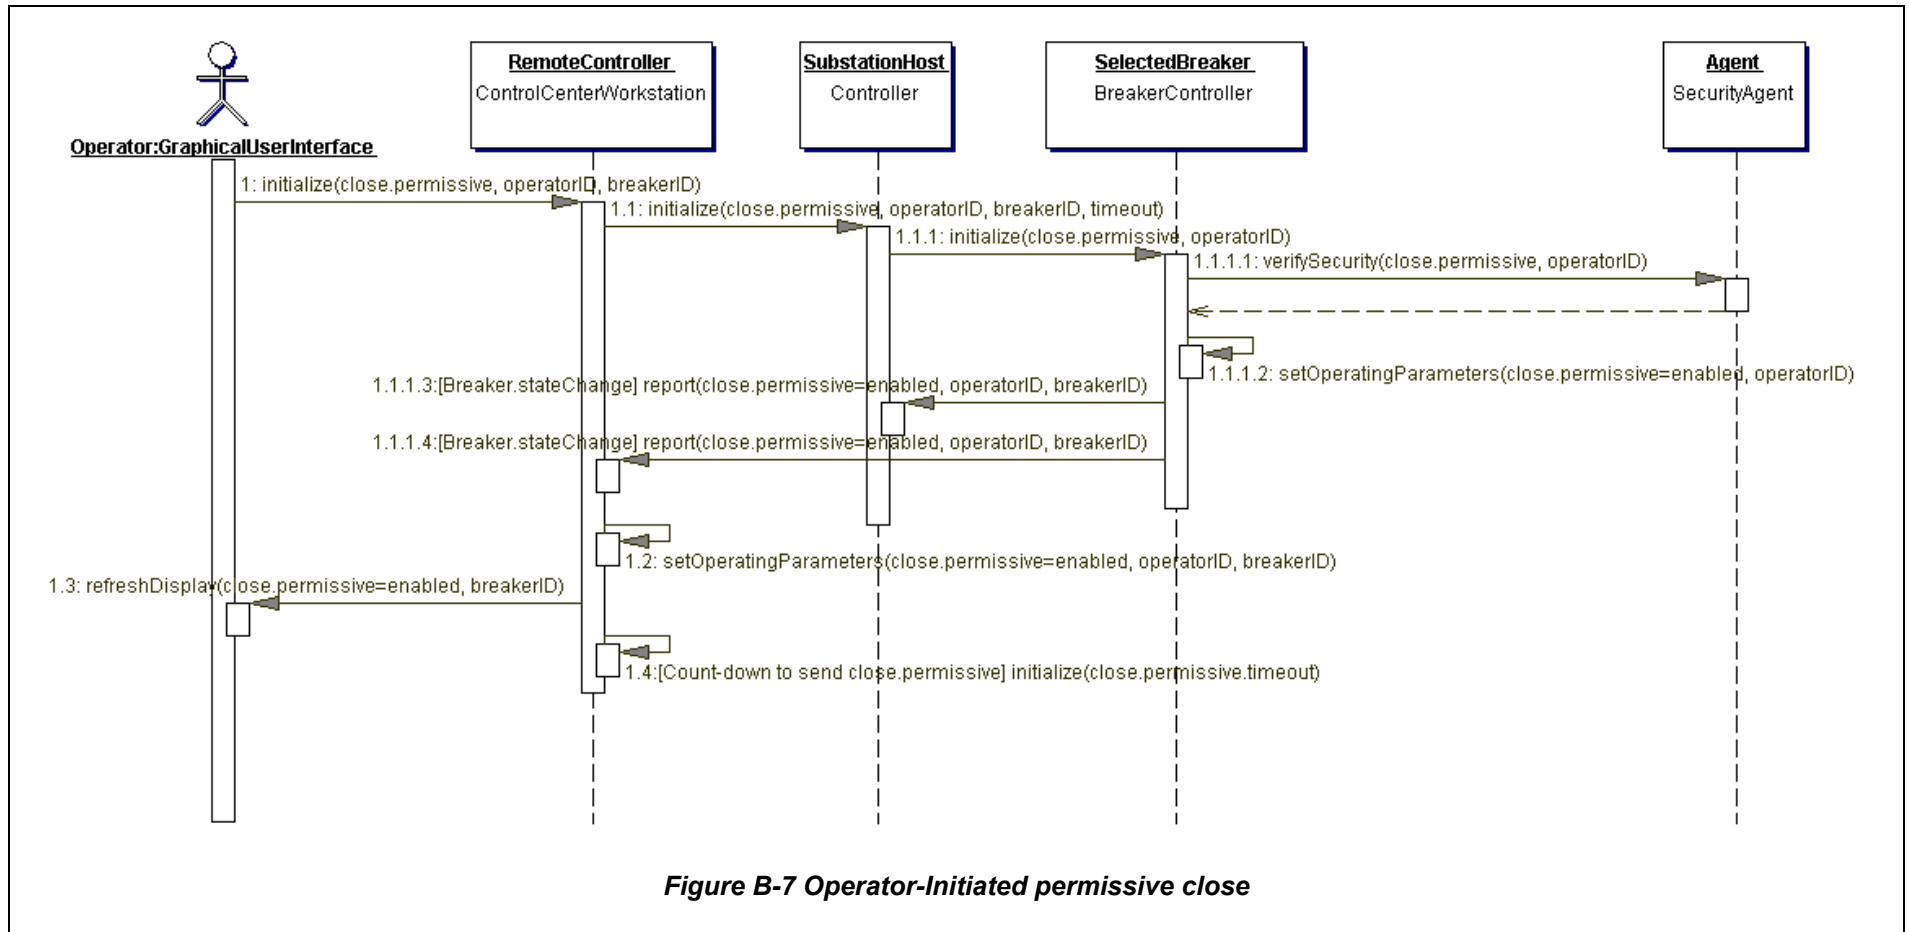 RemoteController
ControlCenterWorkstation
SubstationHost
Controller
SelectedBreaker
BreakerController
Agent
SecurityAgent
Operator:GraphicalUserInterface
1: initialize(close.permissive, operatorID, breakerID)
1.1: initialize(close.permissive, operatorID, breakerID, timeout)
1.1.1: initialize(close.permissive, operatorID)
1.1.1.1: verifySecurity(close.permissive, operatorID)
1.1.1.2: setOperatingParameters(close.permissive=enabled, operatorID)
1.1.1.3:[Breaker.stateChange] report(close.permissive=enabled, operatorID, breakerID)
1.1.1.4:[Breaker.stateChange] report(close.permissive=enabled, operatorID, breakerID)
1.2: setOperatingParameters(close.permissive=enabled, operatorID, breakerID)
1.3: refreshDisplay(close.permissive=enabled, breakerID)
1.4:[Count-down to send close.permissive] initialize(close.permissive.timeout)
Figure B-7 Operator-Initiated permissive close